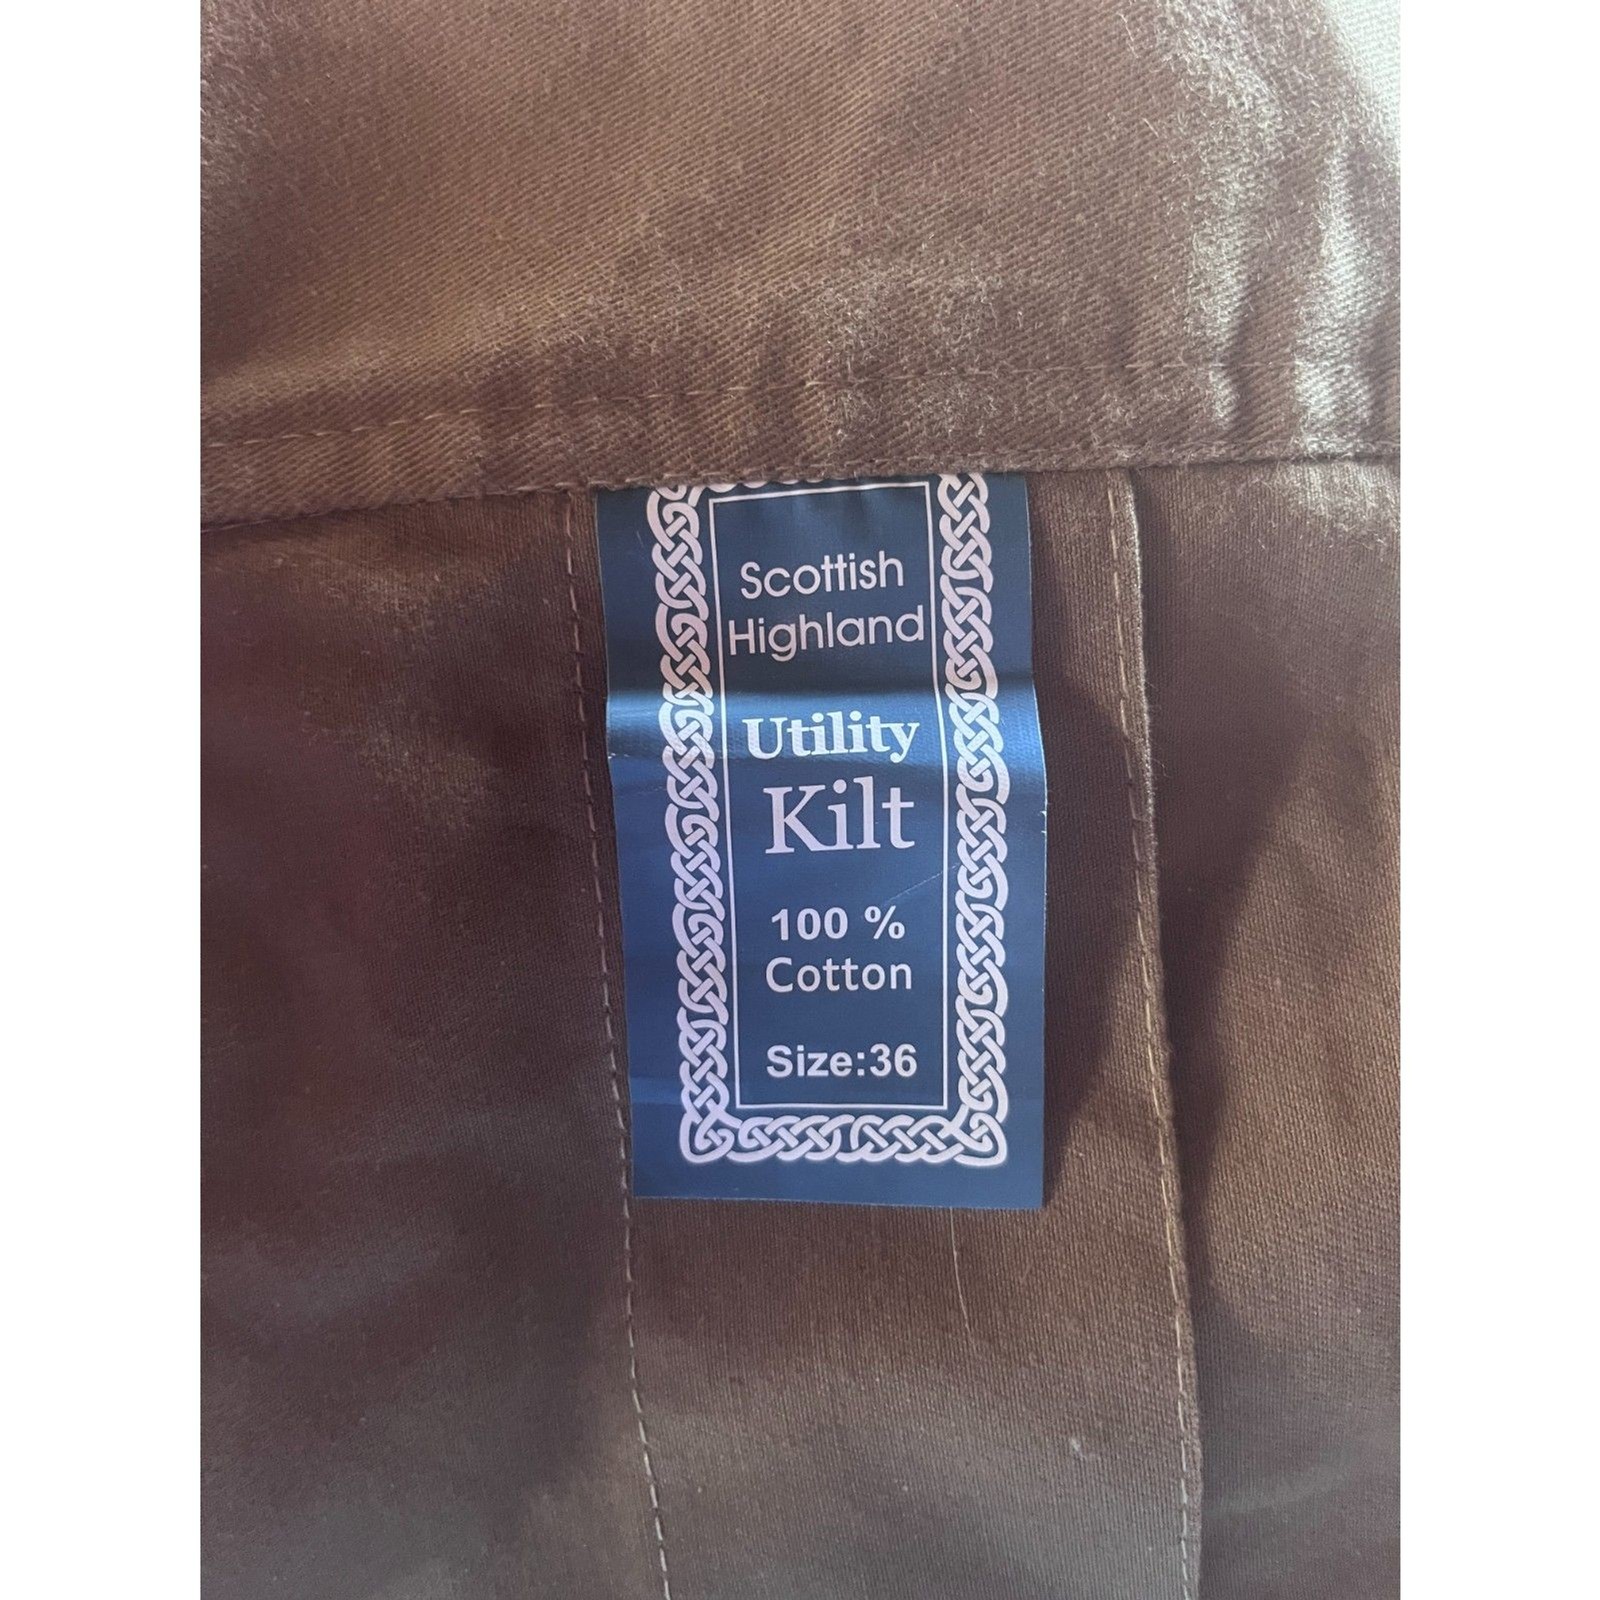 Scottish
Highland
Utility
Kilt
100 %
Cotton
Size:36